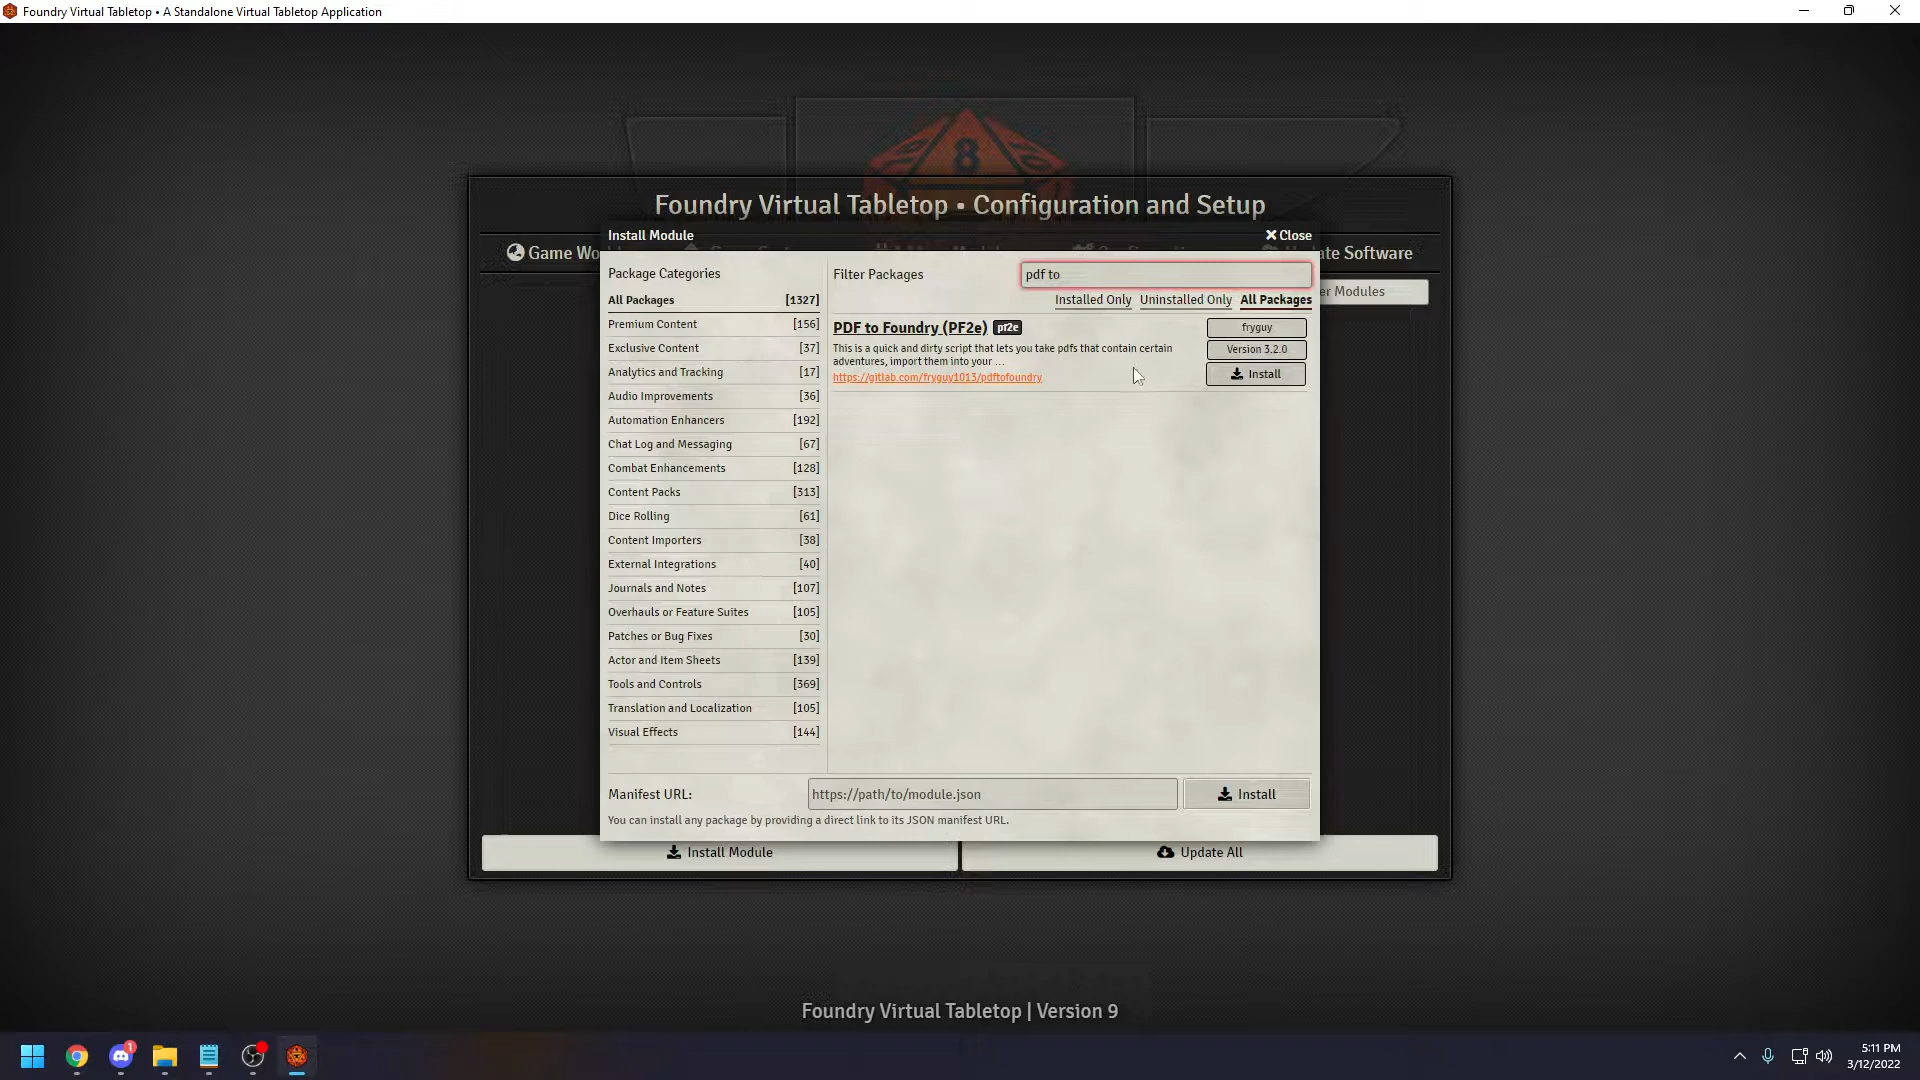 Foundry Virtual Tabletop • A Standalone Virtual Tabletop Application
8
Foundry Virtual Tabletop • Configuration and Setup
Game Wo
ate Software
Install Module
Close
er Modules
Package Categories
All Packages [1327]
Premium Content [156]
Exclusive Content [37]
Analytics and Tracking [17]
Audio Improvements [36]
Automation Enhancers [192]
Chat Log and Messaging [67]
Combat Enhancements [128]
Content Packs [313]
Dice Rolling [61]
Content Importers [38]
External Integrations [40]
Journals and Notes [107]
Overhauls or Feature Suites [105]
Patches or Bug Fixes [30]
Actor and Item Sheets [139]
Tools and Controls [369]
Translation and Localization [105]
Visual Effects [144]
Filter Packages pdf to
Installed Only Uninstalled Only All Packages
PDF to Foundry (PF2e) pf2e
fryguy
This is a quick and dirty script that lets you take pdfs that contain certain
adventures, import them into your ...
Version 3.2.0
https://gitlab.com/fryguy1013/pdftofoundry
Install
Manifest URL: https://path/to/module.json Install
You can install any package by providing a direct link to its JSON manifest URL.
Install Module Update All
Foundry Virtual Tabletop | Version 9
1
5:11 PM
3/12/2022